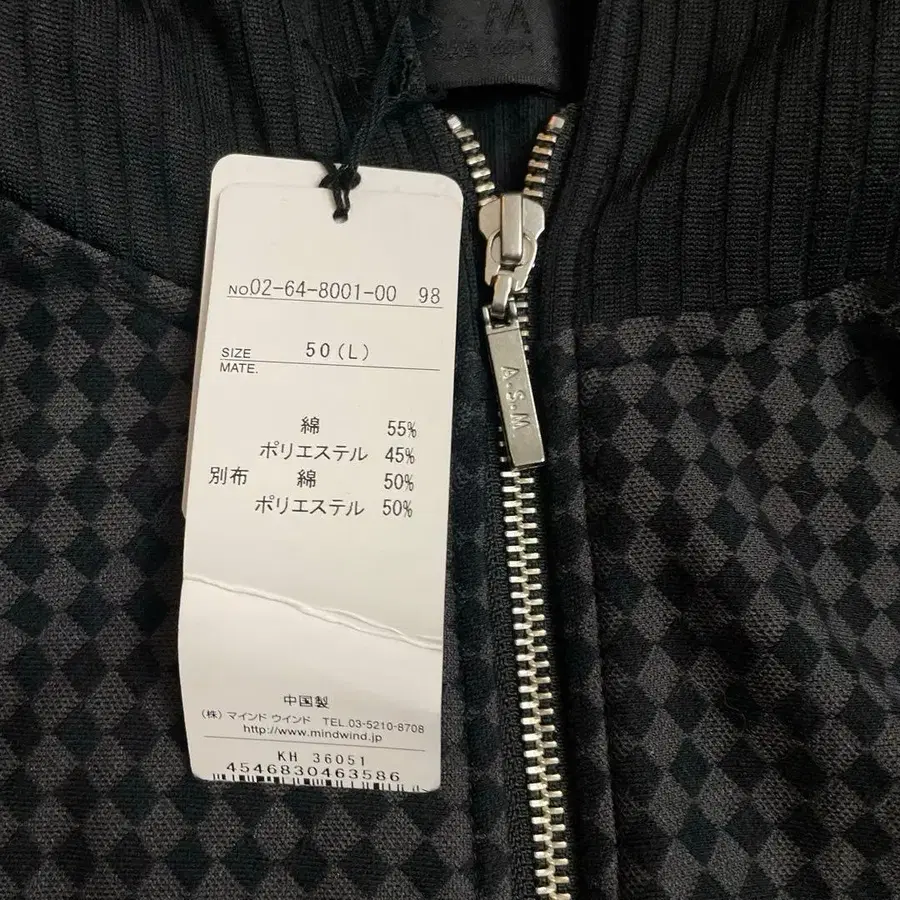 NO.02-64-8001-00 98
SIZE 50(L)
MATE.
綿 55%
ポリエステル 45%
別布 綿 50%
ポリエステル 50%
中国製
(株) マインド ウインド TEL.03-5210-8708
http://www.mindwind.jp
KH 36051
4546830463586
A.S.M